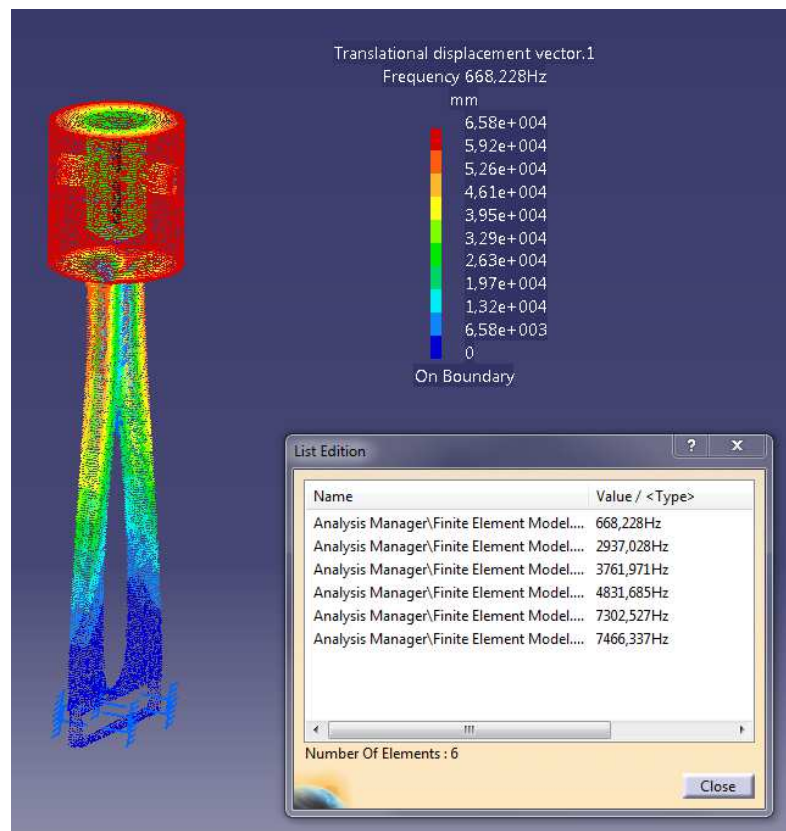 Translational displacement vector.1
Frequency 668,228Hz
mm
6,58e+004
5,92e+004
5,26e+004
4,61e+004
3,95e+004
3,29e+004
2,63e+004
1,97e+004
1,32e+004
6,58e+003
0
On Boundary
List Edition
Name Value / <Type>
Analysis Manager\Finite Element Model.... 668,228Hz
Analysis Manager\Finite Element Model.... 2937,028Hz
Analysis Manager\Finite Element Model.... 3761,971Hz
Analysis Manager\Finite Element Model.... 4831,685Hz
Analysis Manager\Finite Element Model.... 7302,527Hz
Analysis Manager\Finite Element Model.... 7466,337Hz
Number Of Elements : 6
Close